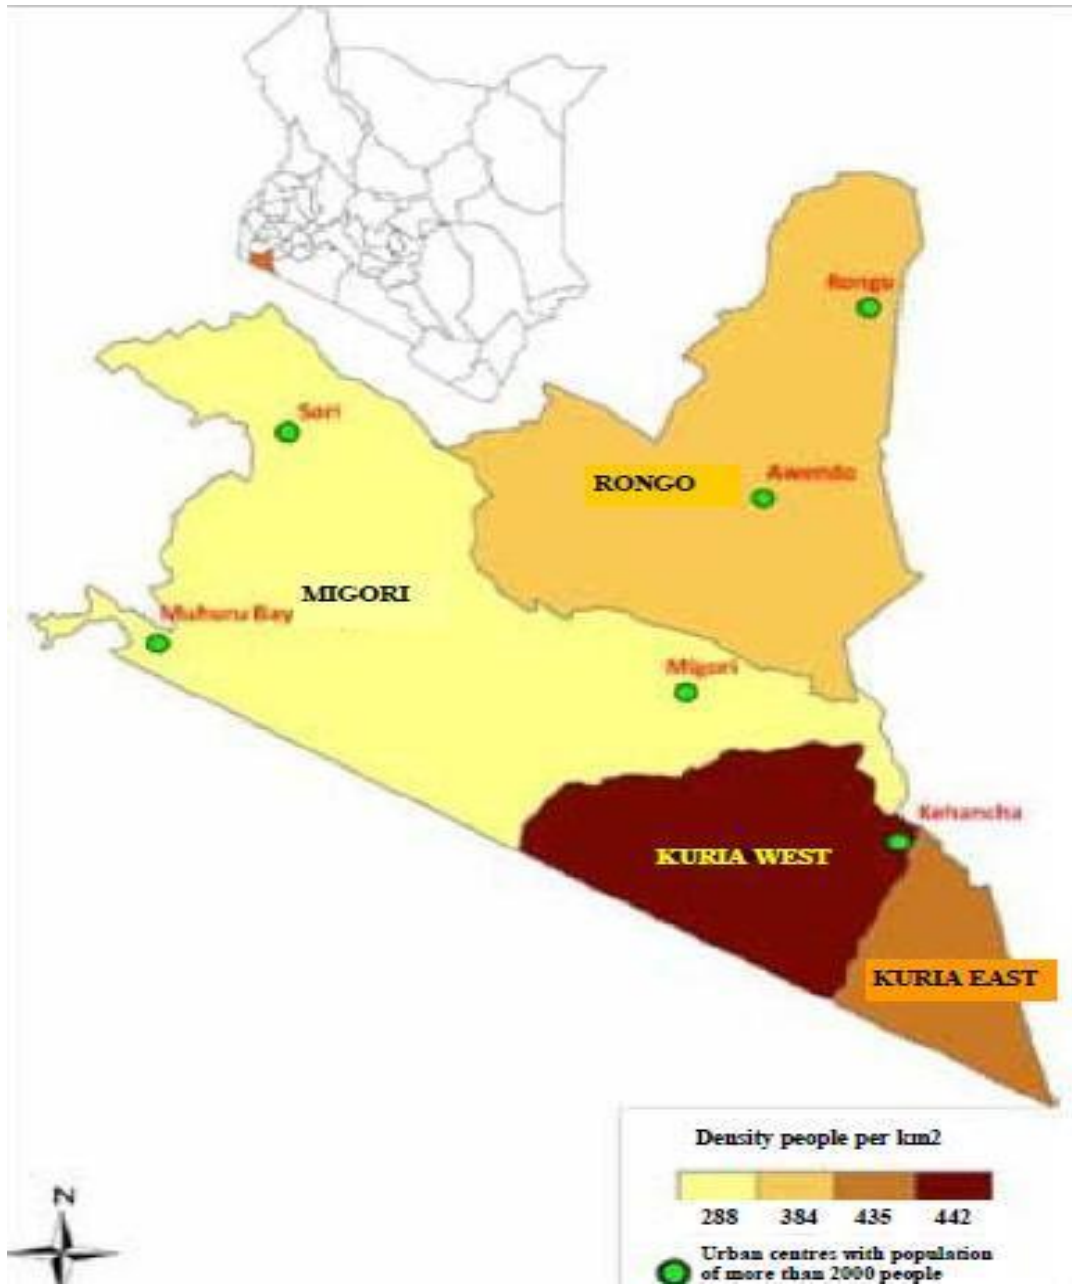 Rongo
Sori
Awendo
RONGO
MIGORI
Muhuru Bay
Migori
Kehancha
KURIA WEST
KURIA EAST
Density people per km2
288 384 435 442
N
Urban centres with population
of more than 2000 people